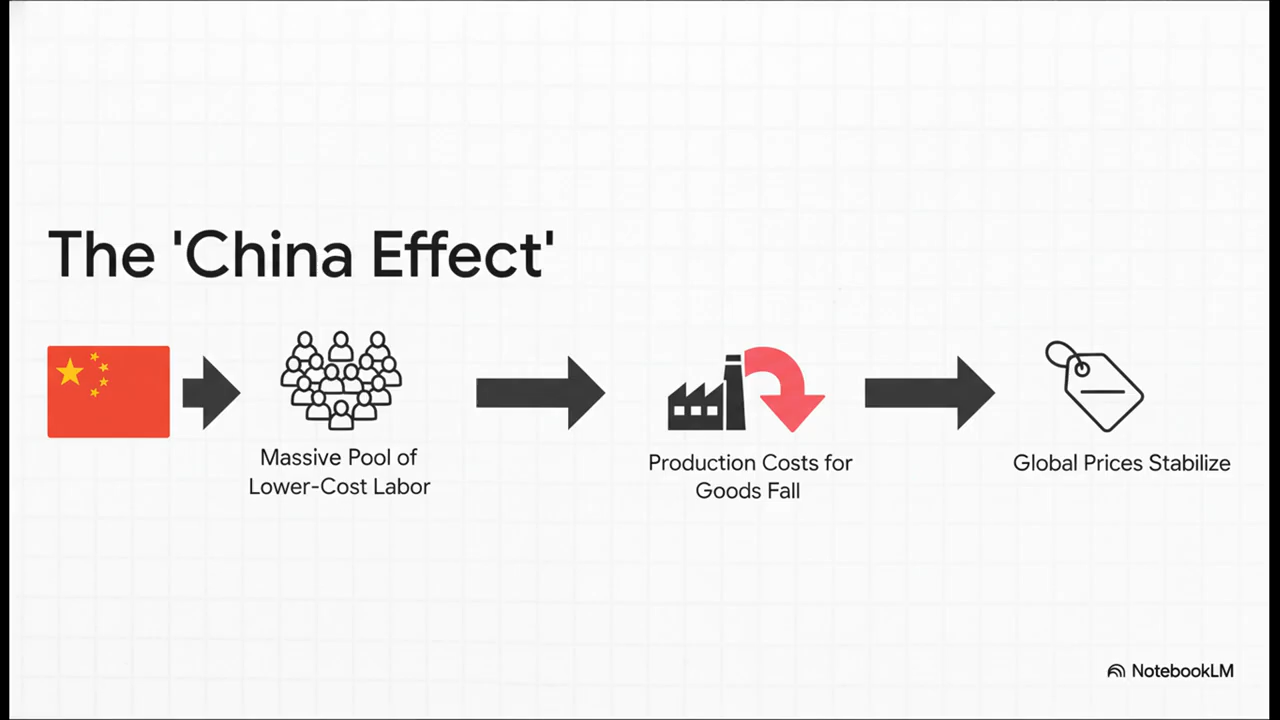 The 'China Effect'
Massive Pool of
Lower-Cost Labor
Production Costs for
Goods Fall
Global Prices Stabilize
NotebookLM